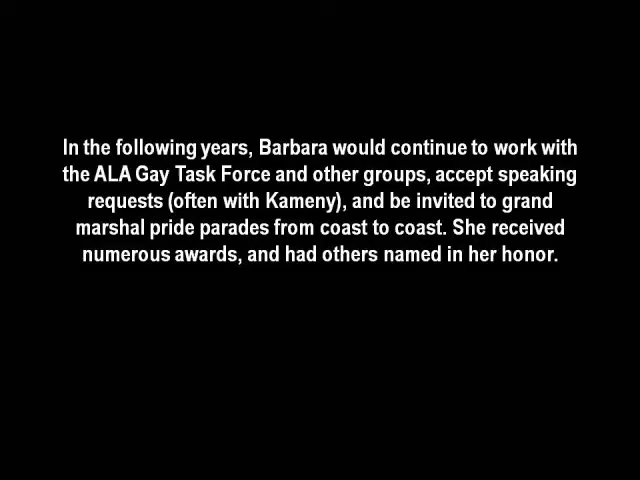 In the following years, Barbara would continue to work with
the ALA Gay Task Force and other groups, accept speaking
requests (often with Kameny), and be invited to grand
marshal pride parades from coast to coast. She received
numerous awards, and had others named in her honor.